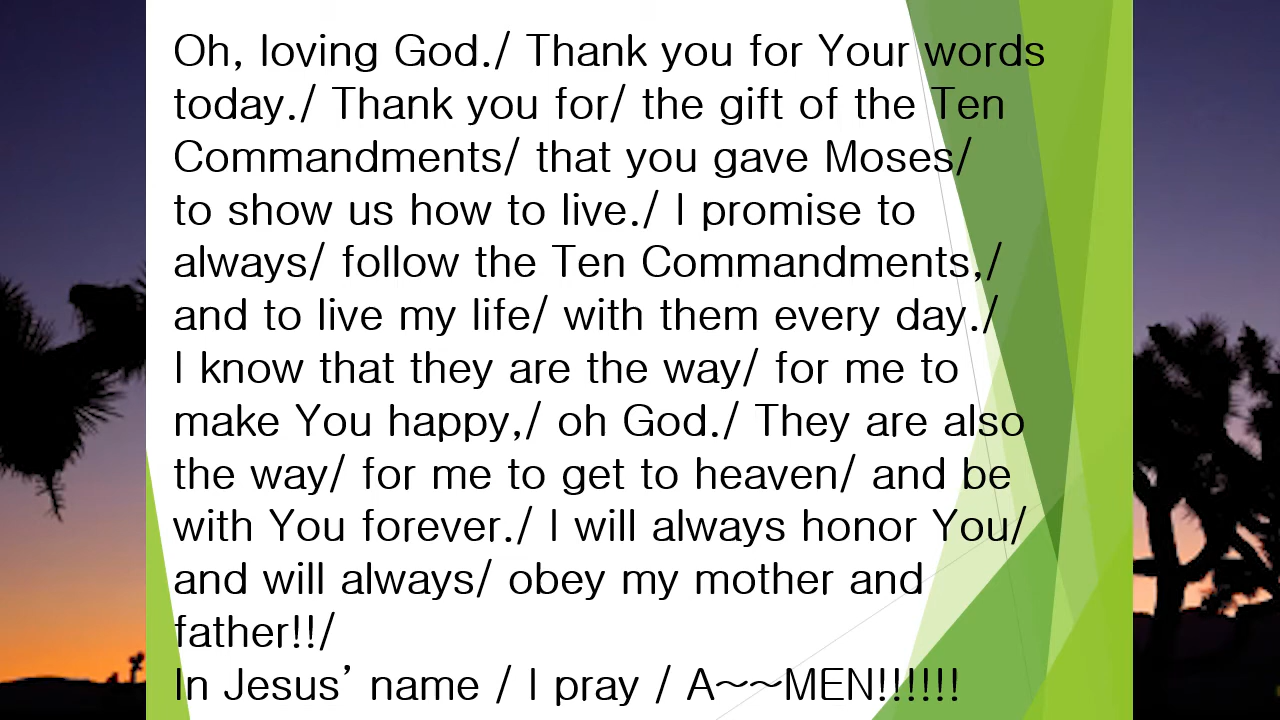 Oh, loving God./ Thank you for Your words
today./ Thank you for/ the gift of the Ten
Commandments/ that you gave Moses/
to show us how to live./ I promise to
always/ follow the Ten Commandments,/
and to live my life/ with them every day./
I know that they are the way/ for me to
make You happy,/ oh God./ They are also
the way/ for me to get to heaven/ and be
with You forever./ I will always honor You/
and will always/ obey my mother and
father!!/
In Jesus’ name / I pray / A~~MEN!!!!!!